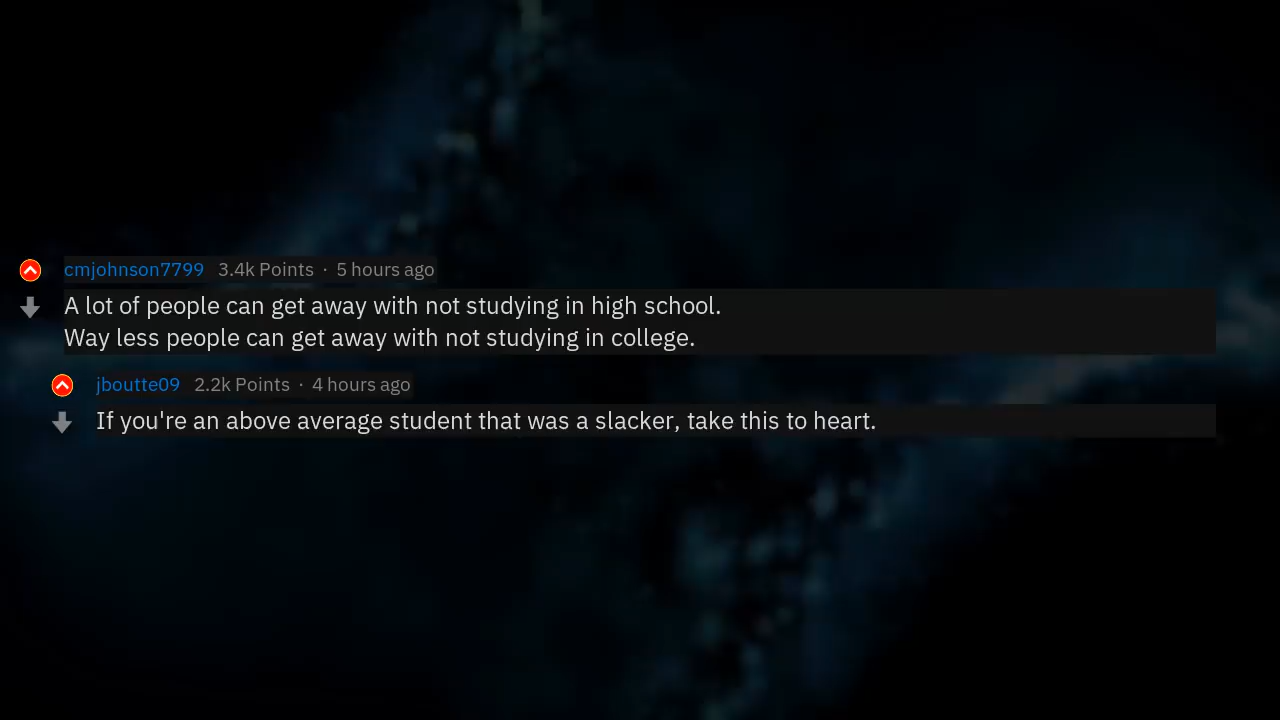 cmjohnson7799 3.4k Points · 5 hours ago
A lot of people can get away with not studying in high school.
Way less people can get away with not studying in college.
jboutte09 2.2k Points · 4 hours ago
If you're an above average student that was a slacker, take this to heart.